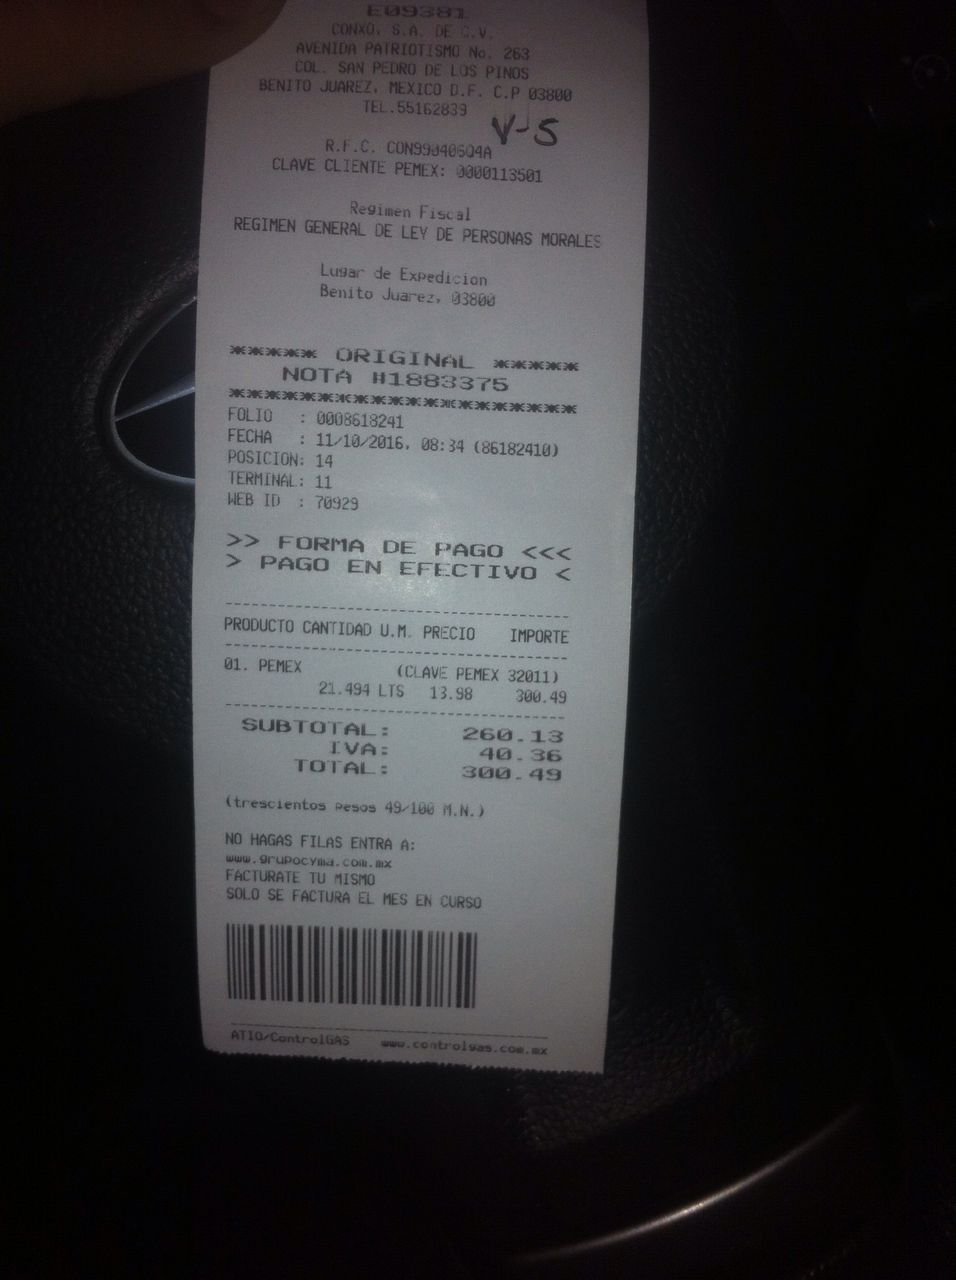 E09381
CONXO, S.A. DE C.V.
AVENIDA PATRIOTISMO No. 263
COL. SAN PEDRO DE LOS PINOS
BENITO JUAREZ, MEXICO D.F. C.P 03800
TEL.55162839
V-5
R.F.C. CON990406Q4A
CLAVE CLIENTE PEMEX: 0000113501
Regimen Fiscal
REGIMEN GENERAL DE LEY DE PERSONAS MORALES
Lugar de Expedicion
Benito Juarez, 03800
***** ORIGINAL *****
NOTA #1883375
************************
FOLIO : 0008618241
FECHA : 11/10/2016, 08:34 (86182410)
POSICION: 14
TERMINAL: 11
WEB ID : 70929
>> FORMA DE PAGO <<<
> PAGO EN EFECTIVO <
PRODUCTO CANTIDAD U.M. PRECIO IMPORTE
01. PEMEX (CLAVE PEMEX 32011)
21.494 LTS 13.98 300.49
SUBTOTAL: 260.13
IVA: 40.36
TOTAL: 300.49
(trescientos pesos 49/100 M.N.)
NO HAGAS FILAS ENTRA A:
www.grupocyma.com.mx
FACTURATE TU MISMO
SOLO SE FACTURA EL MES EN CURSO
ATIO/ControlGAS www.controlgas.com.mx